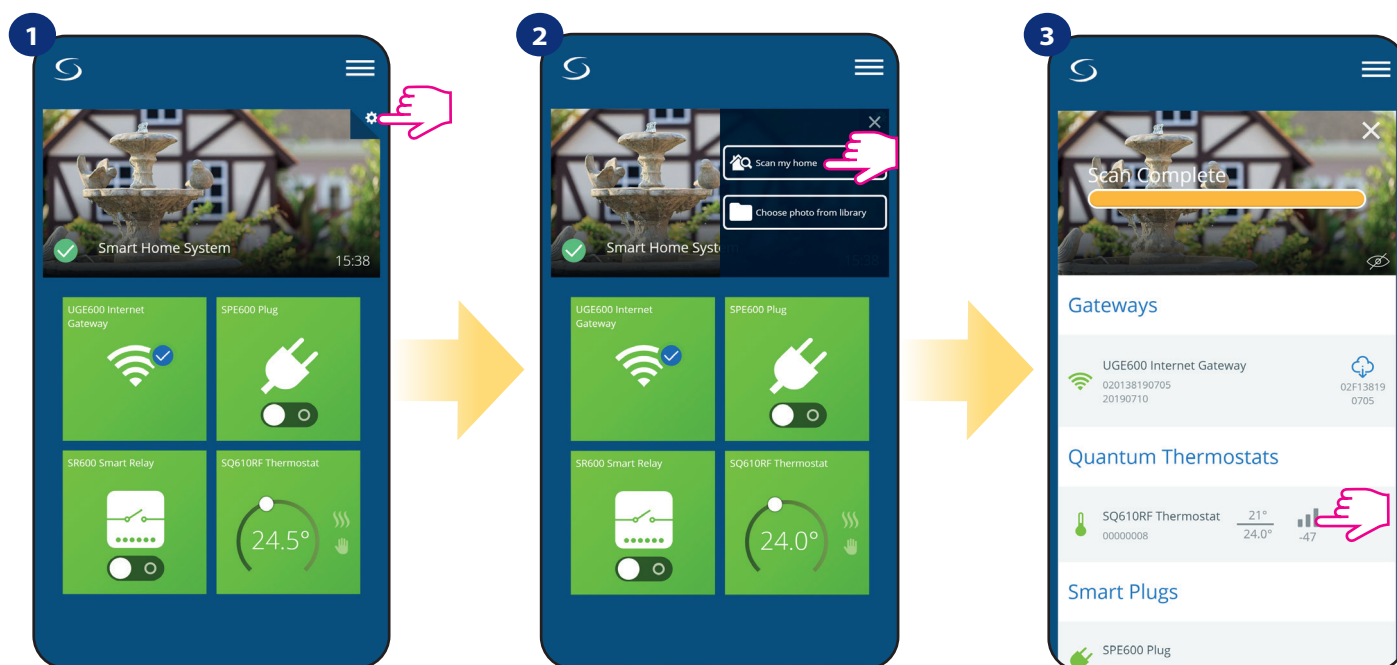 1
Smart Home System
15:38
UGE600 Internet
Gateway
SPE600 Plug
SR600 Smart Relay
SQ610RF Thermostat
24.5°
2
Scan my home
Choose photo from library
Smart Home System
15:38
UGE600 Internet
Gateway
SPE600 Plug
SR600 Smart Relay
SQ610RF Thermostat
24.0°
3
Scan Complete
Gateways
UGE600 Internet Gateway
020138190705
20190710
02F13819
0705
Quantum Thermostats
SQ610RF Thermostat
00000008
21°
24.0°
-47
Smart Plugs
SPE600 Plug